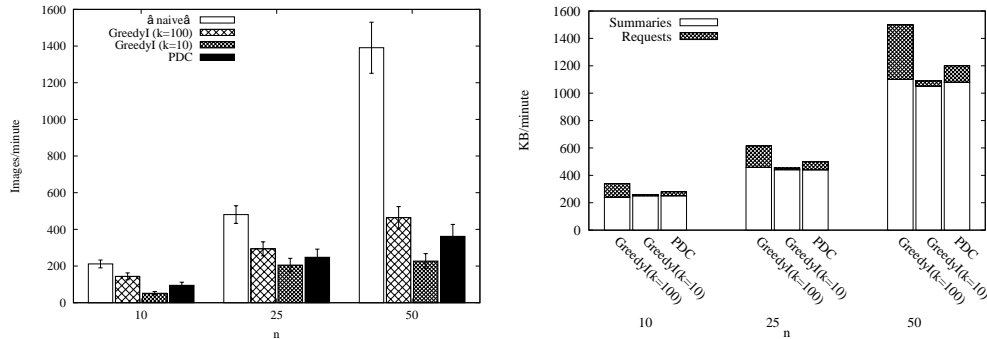 1600
1400
1200
1000
800
600
400
200
0
Images/minute
â naiveâ
GreedyI (k=100)
GreedyI (k=10)
PDC
10
25
50
n
1600
1400
1200
1000
800
600
400
200
0
KB/minute
Summaries
Requests
GreedyI(k=100)
GreedyI(k=10)
PDC
GreedyI(k=100)
GreedyI(k=10)
PDC
GreedyI(k=100)
GreedyI(k=10)
PDC
10
25
50
n